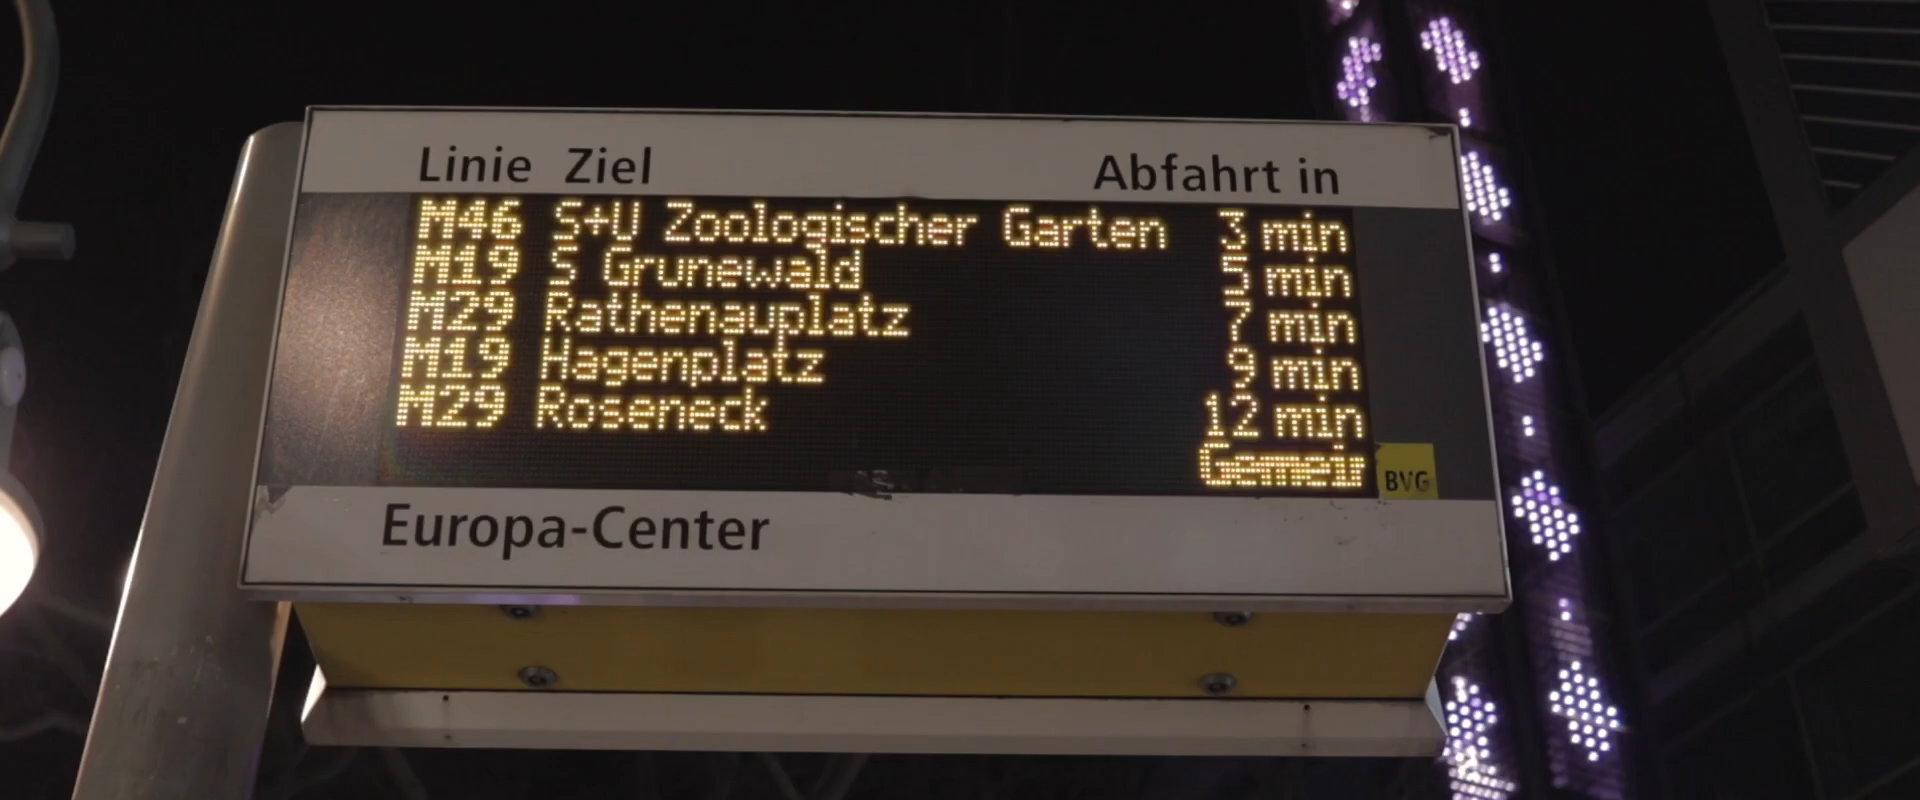 Linie Ziel Abfahrt in
M46 S+U Zoologischer Garten 3 min
M19 S Grunewald 5 min
M29 Rathenauplatz 7 min
M19 Hagenplatz 9 min
M29 Roseneck 12 min
Gemein
BVG
Europa-Center